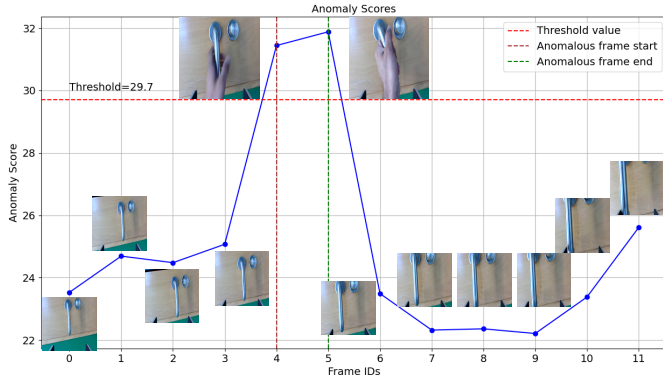 Anomaly Scores
32
30
28
26
24
22
Anomaly Score
Threshold=29.7
Threshold value
Anomalous frame start
Anomalous frame end
0 1 2 3 4 5 6 7 8 9 10 11
Frame IDs